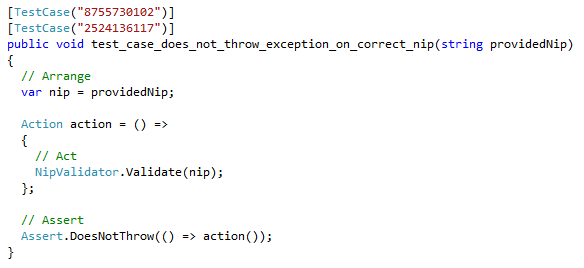 [TestCase("8755730102")]
[TestCase("2524136117")]
public void test_case_does_not_throw_exception_on_correct_nip(string providedNip)
{
  // Arrange
  var nip = providedNip;

  Action action = () =>
  {
    // Act
    NipValidator.Validate(nip);
  };

  // Assert
  Assert.DoesNotThrow(() => action());
}